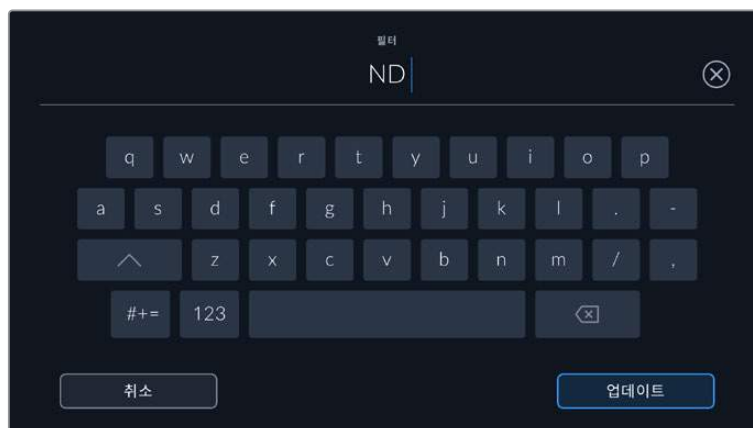 필터
ND
q w e r t y u i o p
a s d f g h j k l . -
z x c v b n m / ,
#+= 123
취소 업데이트